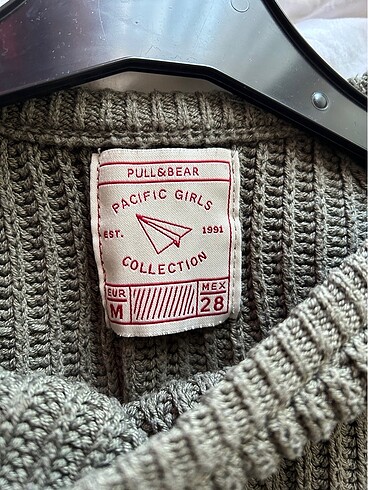 PULL&BEAR
PACIFIC GIRLS
EST. 1991
COLLECTION
EUR MEX
M 28